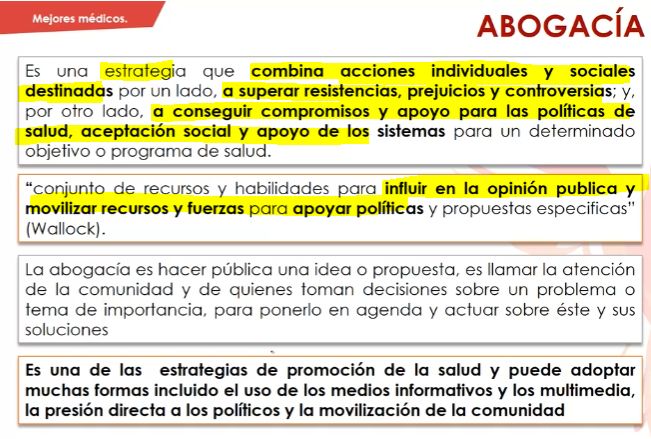 Mejores médicos.
ABOGACÍA
Es una estrategia que combina acciones individuales y sociales
destinadas por un lado, a superar resistencias, prejuicios y controversias; y,
por otro lado, a conseguir compromisos y apoyo para las políticas de
salud, aceptación social y apoyo de los sistemas para un determinado
objetivo o programa de salud.
“conjunto de recursos y habilidades para influir en la opinión publica y
movilizar recursos y fuerzas para apoyar políticas y propuestas especificas”
(Wallock).
La abogacía es hacer pública una idea o propuesta, es llamar la atención
de la comunidad y de quienes toman decisiones sobre un problema o
tema de importancia, para ponerlo en agenda y actuar sobre éste y sus
soluciones
Es una de las estrategias de promoción de la salud y puede adoptar
muchas formas incluido el uso de los medios informativos y los multimedia,
la presión directa a los políticos y la movilización de la comunidad